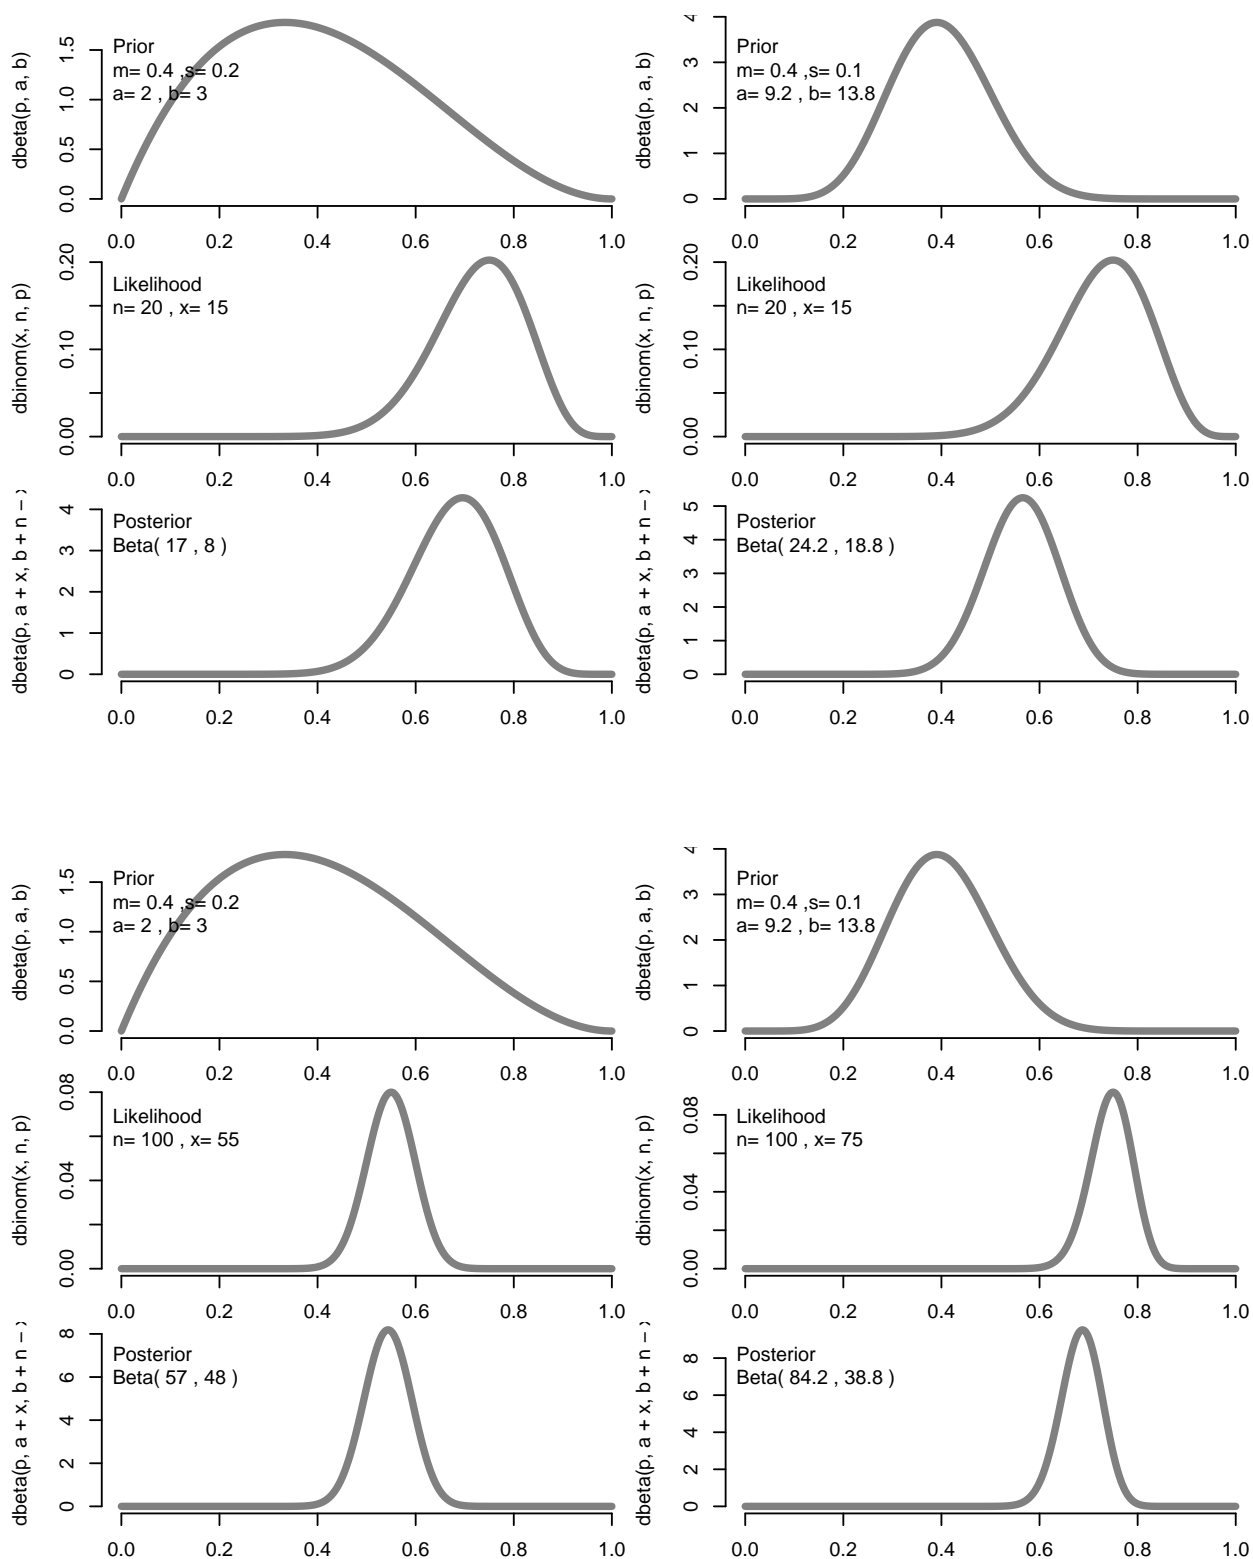 dbeta(p, a, b)
0.0 0.5 1.0 1.5
Prior
m= 0.4 ,s= 0.2
a= 2 , b= 3
0.0 0.2 0.4 0.6 0.8 1.0
dbeta(p, a, b)
0 1 2 3 4
Prior
m= 0.4 ,s= 0.1
a= 9.2 , b= 13.8
0.0 0.2 0.4 0.6 0.8 1.0
dbinom(x, n, p)
0.00 0.10 0.20
Likelihood
n= 20 , x= 15
0.0 0.2 0.4 0.6 0.8 1.0
dbinom(x, n, p)
0.00 0.10 0.20
Likelihood
n= 20 , x= 15
0.0 0.2 0.4 0.6 0.8 1.0
dbeta(p, a + x, b + n −
0 1 2 3 4
Posterior
Beta( 17 , 8 )
0.0 0.2 0.4 0.6 0.8 1.0
dbeta(p, a + x, b + n −
0 1 2 3 4 5
Posterior
Beta( 24.2 , 18.8 )
0.0 0.2 0.4 0.6 0.8 1.0
dbeta(p, a, b)
0.0 0.5 1.0 1.5
Prior
m= 0.4 ,s= 0.2
a= 2 , b= 3
0.0 0.2 0.4 0.6 0.8 1.0
dbeta(p, a, b)
0 1 2 3 4
Prior
m= 0.4 ,s= 0.1
a= 9.2 , b= 13.8
0.0 0.2 0.4 0.6 0.8 1.0
dbinom(x, n, p)
0.00 0.04 0.08
Likelihood
n= 100 , x= 55
0.0 0.2 0.4 0.6 0.8 1.0
dbinom(x, n, p)
0.00 0.04 0.08
Likelihood
n= 100 , x= 75
0.0 0.2 0.4 0.6 0.8 1.0
dbeta(p, a + x, b + n −
0 2 4 6 8
Posterior
Beta( 57 , 48 )
0.0 0.2 0.4 0.6 0.8 1.0
dbeta(p, a + x, b + n −
0 2 4 6 8
Posterior
Beta( 84.2 , 38.8 )
0.0 0.2 0.4 0.6 0.8 1.0